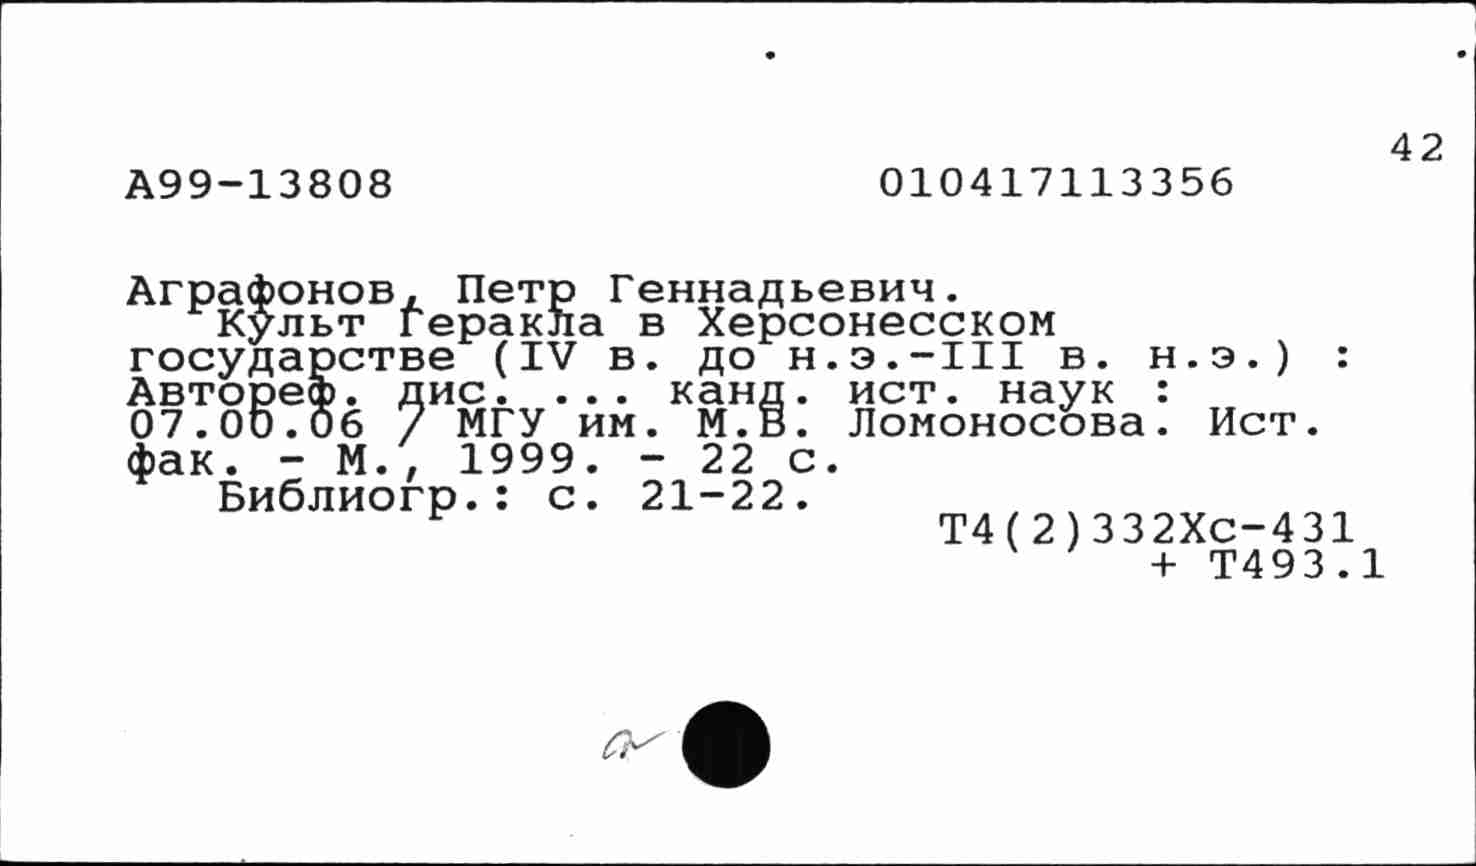 42
А99-13808 010417113356
Аграфонов, Петр Геннадьевич.
Культ Геракла в Херсонесском
государстве (IV в. до н.э.-III в. н.э.) :
Автореф. дис. ... канд. ист. наук :
07.00.06 / МГУ им. М.В. Ломоносова. Ист.
фак. - М., 1999. - 22 с.
Библиогр.: с. 21-22.
Т4(2)332Хс-431
+ Т493.1